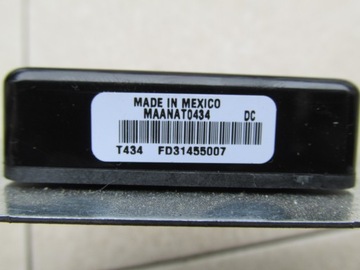 MADE IN MEXICO
MAANAT0434 DC
T434 FD31455007